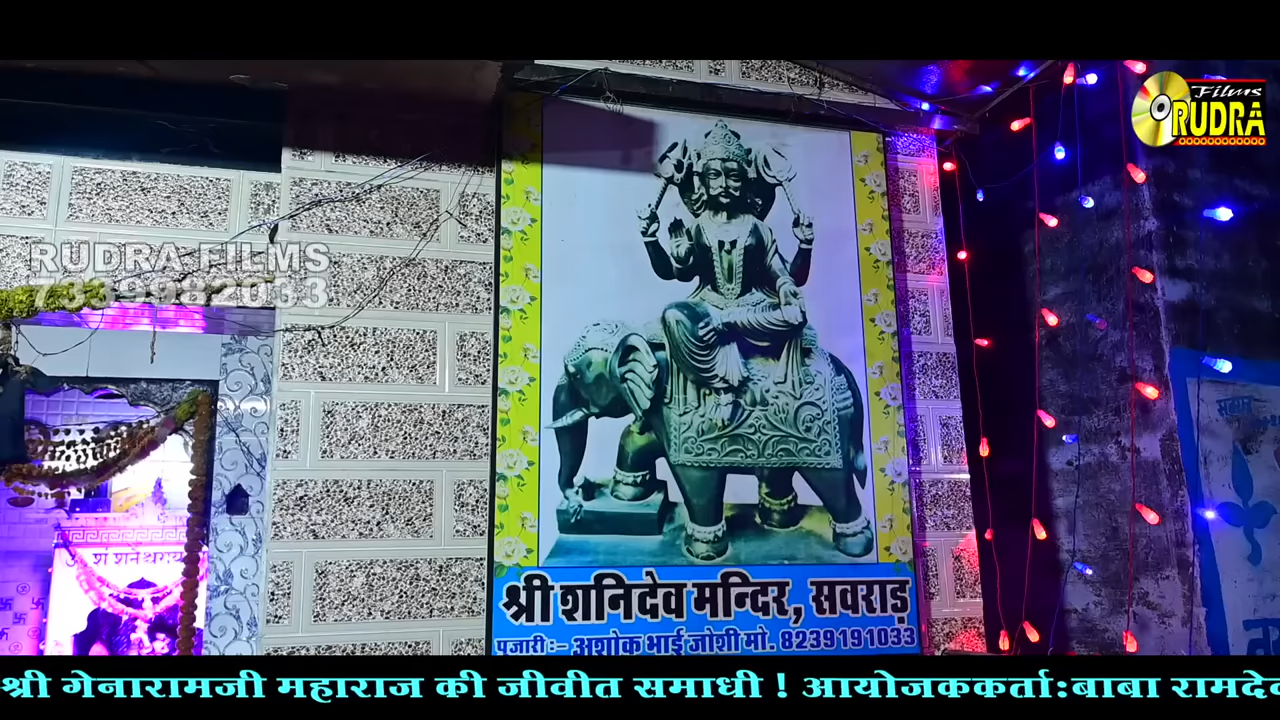 Films
RUDRA
RUDRA FILMS
7339982033
श्री शनिदेव मन्दिर, सवराड़
पुजारी:- अशोक भाई जोशी मो. 8239191033
श्री गेनारामजी महाराज की जीवीत समाधी ! आयोजककर्ता:बाबा रामदेव